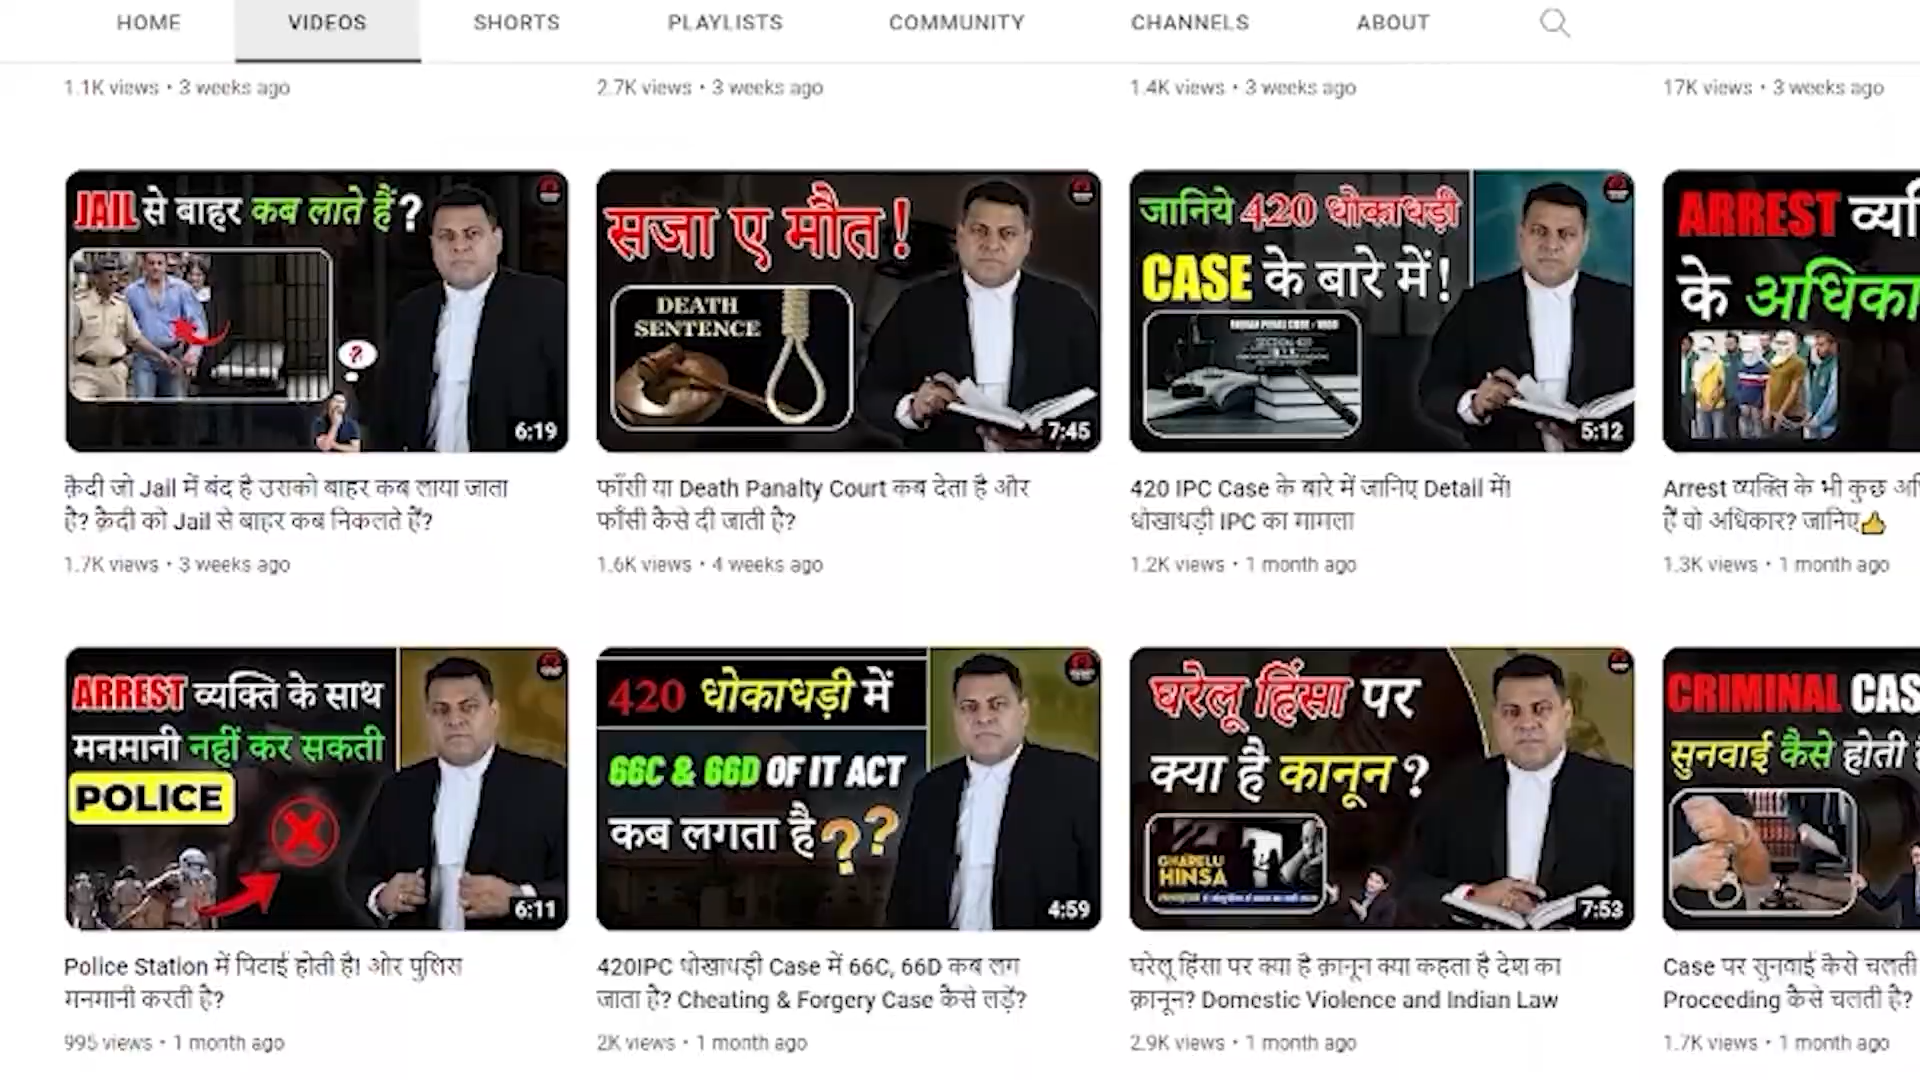 HOME VIDEOS SHORTS PLAYLISTS COMMUNITY CHANNELS ABOUT
1.1K views • 3 weeks ago
2.7K views • 3 weeks ago
1.4K views • 3 weeks ago
17K views • 3 weeks ago
JAIL से बाहर कब लाते हैं ?
?
6:19
सजा ए मौत !
DEATH
SENTENCE
7:45
जानिये 420 धोकाधड़ी
CASE के बारे में !
5:12
ARREST व्यक्ति
के अधिका
क़ैदी जो Jail में बंद है उसको बाहर कब लाया जाता
है? क़ैदी को Jail से बाहर कब निकलते हैं?
1.7K views • 3 weeks ago
फाँसी या Death Panalty Court कब देता है और
फाँसी कैसे दी जाती है?
1.6K views • 4 weeks ago
420 IPC Case के बारे में जानिए Detail में!
धोखाधड़ी IPC का मामला
1.2K views • 1 month ago
Arrest व्यक्ति के भी कुछ अधि
हैं वो अधिकार? जानिए👍
1.3K views • 1 month ago
ARREST व्यक्ति के साथ
मनमानी नहीं कर सकती
POLICE
6:11
420 धोकाधड़ी में
66C & 66D OF IT ACT
कब लगता है ??
4:59
घरेलू हिंसा पर
क्या है कानून ?
GHARELU
HINSA
7:53
CRIMINAL CAS
सुनवाई कैसे होती
Police Station में पिटाई होती है! ओर पुलिस
मनमानी करती है?
995 views • 1 month ago
420IPC धोखाधड़ी Case में 66C, 66D कब लग
जाता है? Cheating & Forgery Case कैसे लड़ें?
2K views • 1 month ago
घरेलू हिंसा पर क्या है क़ानून क्या कहता है देश का
क़ानून? Domestic Violence and Indian Law
2.9K views • 1 month ago
Case पर सुनवाई कैसे चलती
Proceeding कैसे चलती है?
1.7K views • 1 month ago